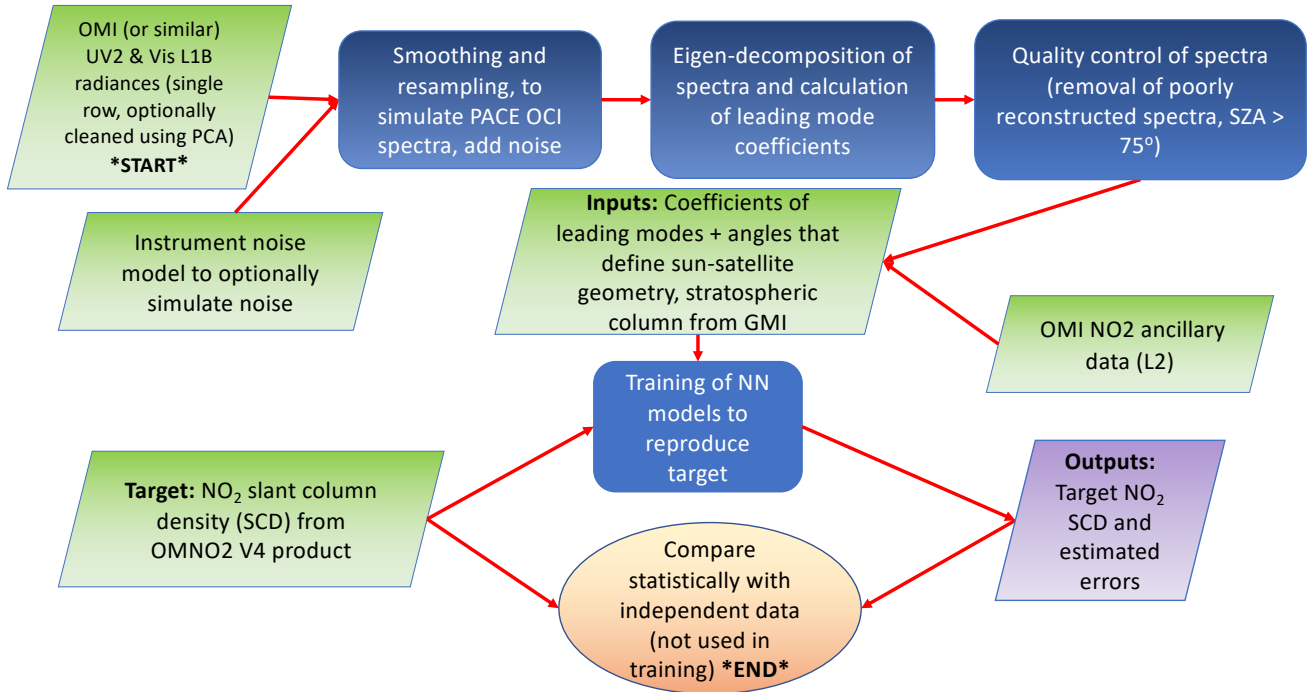 OMI (or similar)
UV2 & Vis L1B
radiances (single
row, optionally
cleaned using PCA)
*START*
Smoothing and
resampling, to
simulate PACE OCI
spectra, add noise
Eigen-decomposition of
spectra and calculation
of leading mode
coefficients
Quality control of spectra
(removal of poorly
reconstructed spectra, SZA >
75º)
Instrument noise
model to optionally
simulate noise
Inputs: Coefficients of
leading modes + angles that
define sun-satellite
geometry, stratospheric
column from GMI
OMI NO2 ancillary
data (L2)
Training of NN
models to
reproduce
target
Target: NO₂ slant column
density (SCD) from
OMNO2 V4 product
Outputs:
Target NO₂
SCD and
estimated
errors
Compare
statistically with
independent data
(not used in
training) *END*